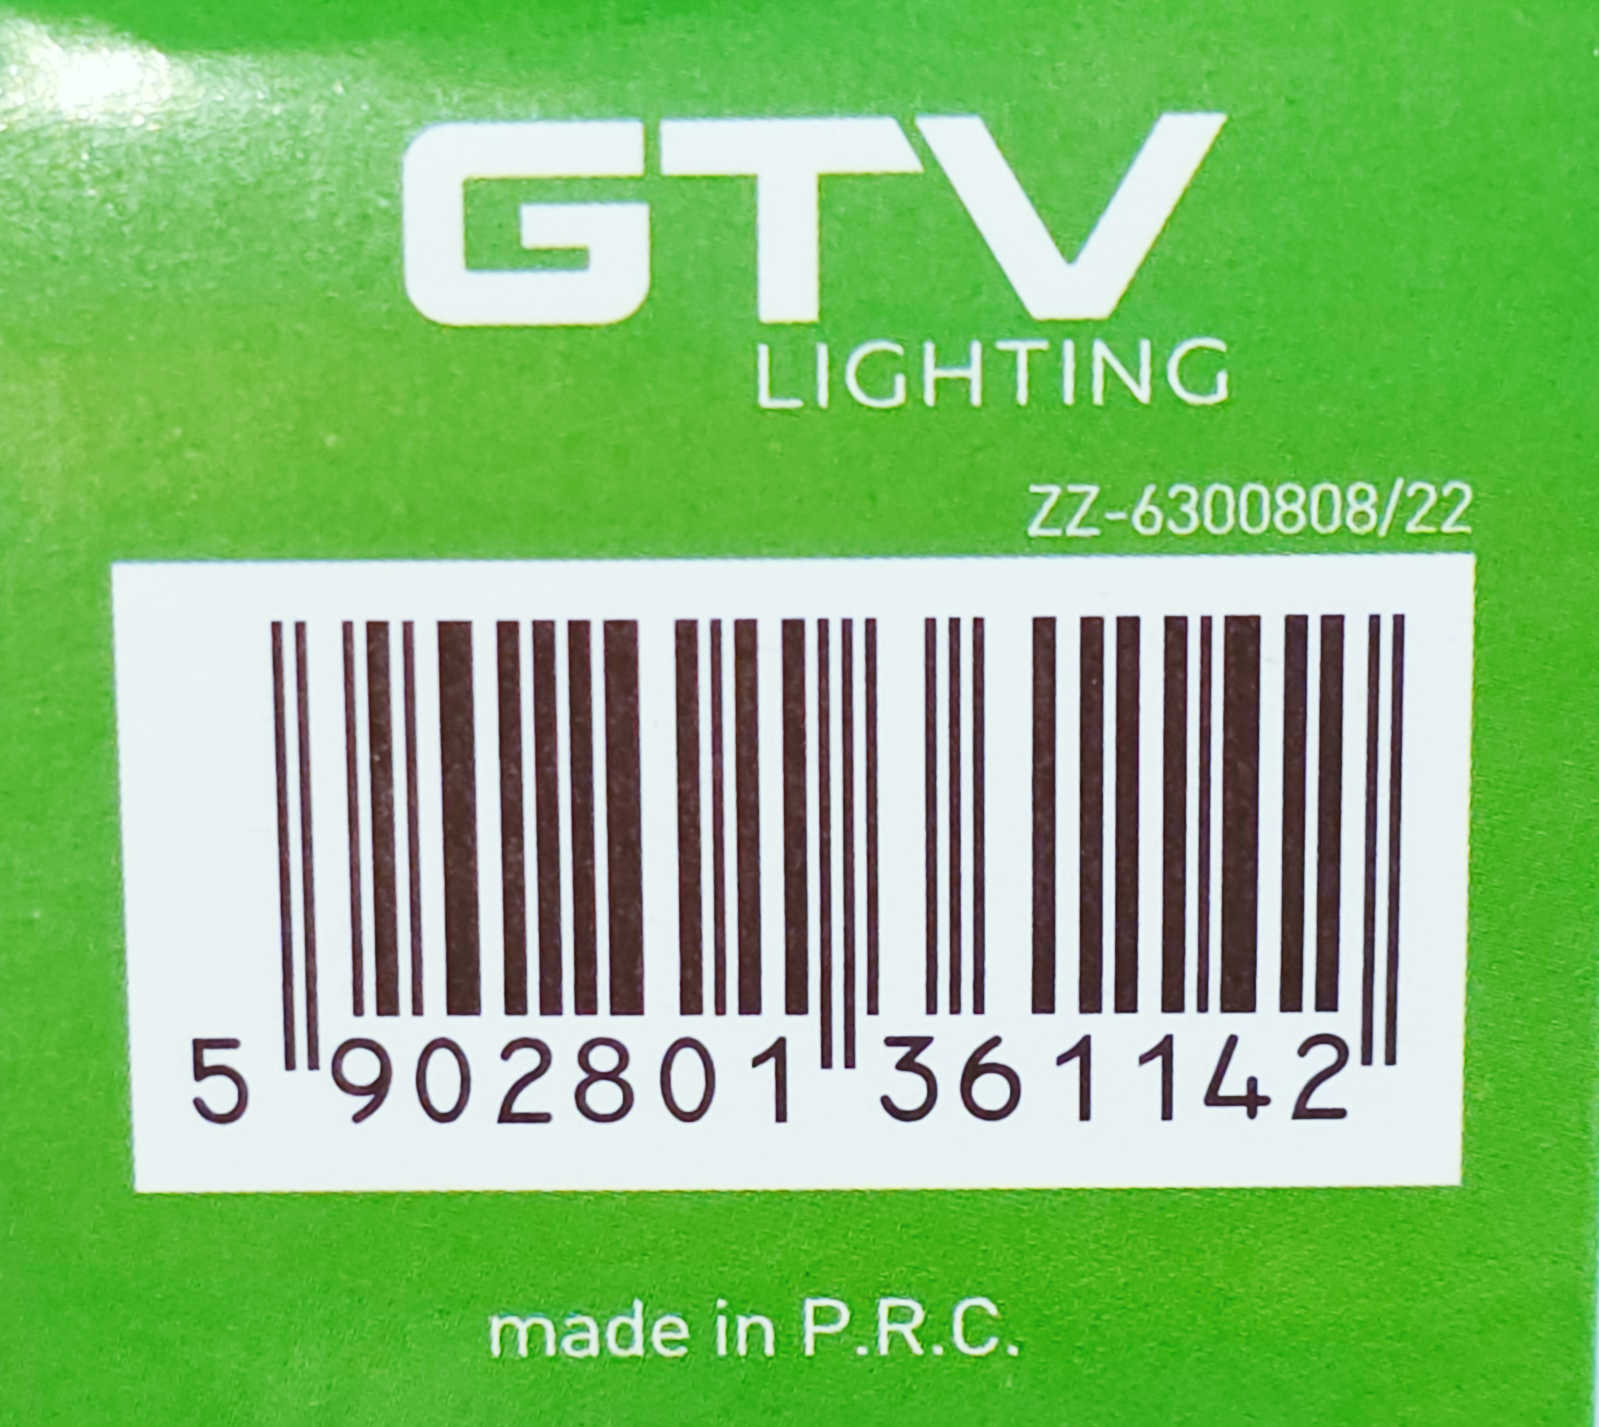 GTV
LIGHTING
ZZ-6300808/22
5 902801 361142
made in P.R.C.